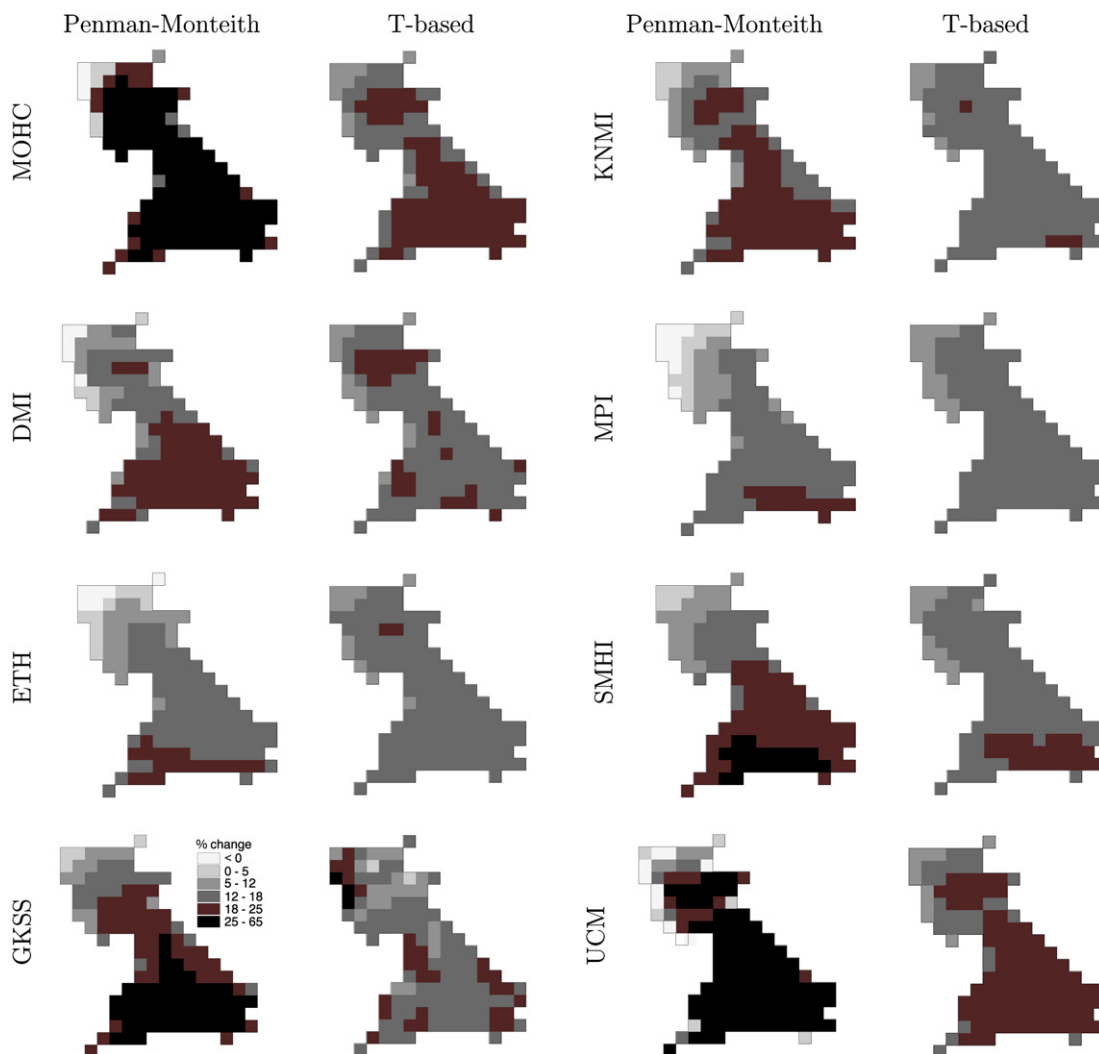 Penman-Monteith T-based Penman-Monteith T-based
MOHC KNMI
DMI MPI
ETH SMHI
GKSS UCM
% change
< 0
0 - 5
5 - 12
12 - 18
18 - 25
25 - 65